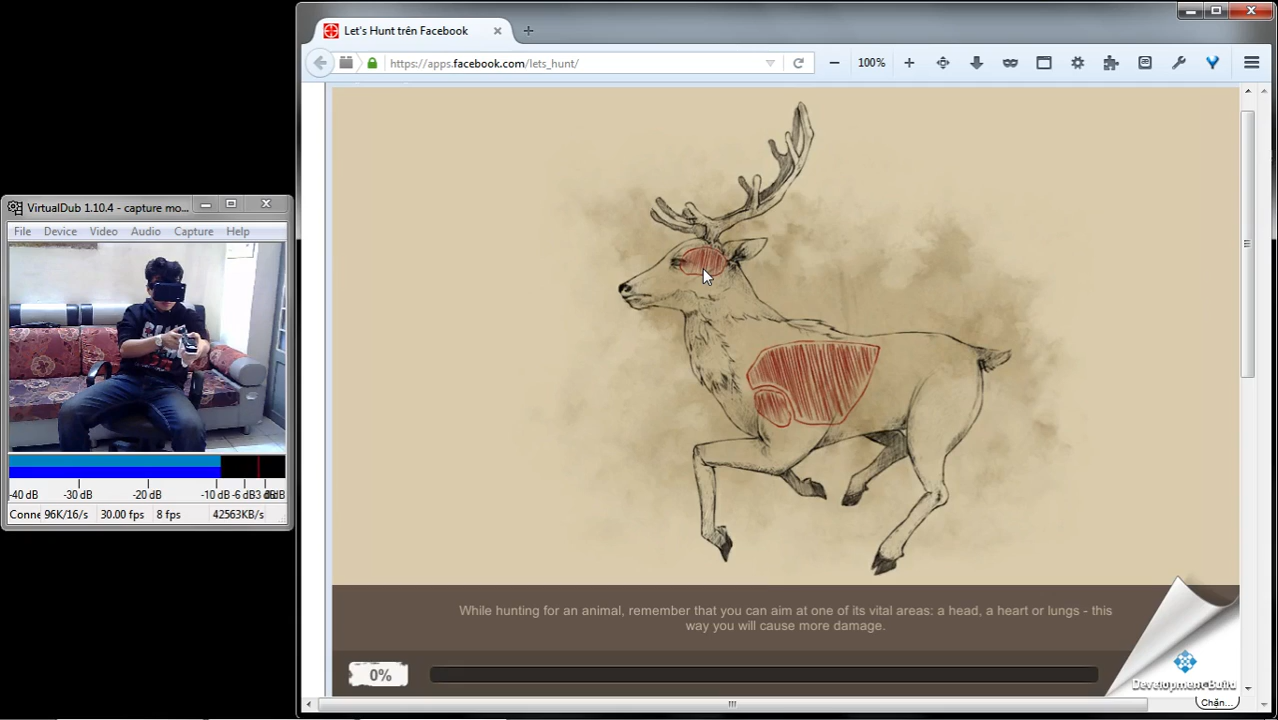 Let's Hunt trên Facebook
https://apps.facebook.com/lets_hunt/
100%
VirtualDub 1.10.4 - capture mo...
File Device Video Audio Capture Help
-40 dB -30 dB -20 dB -10 dB -6 dB
96K/16/s 30.00 fps 8 fps 42563KB/s
While hunting for an animal, remember that you can aim at one of its vital areas: a head, a heart or lungs - this
way you will cause more damage.
0%
Development Build
Chặn...